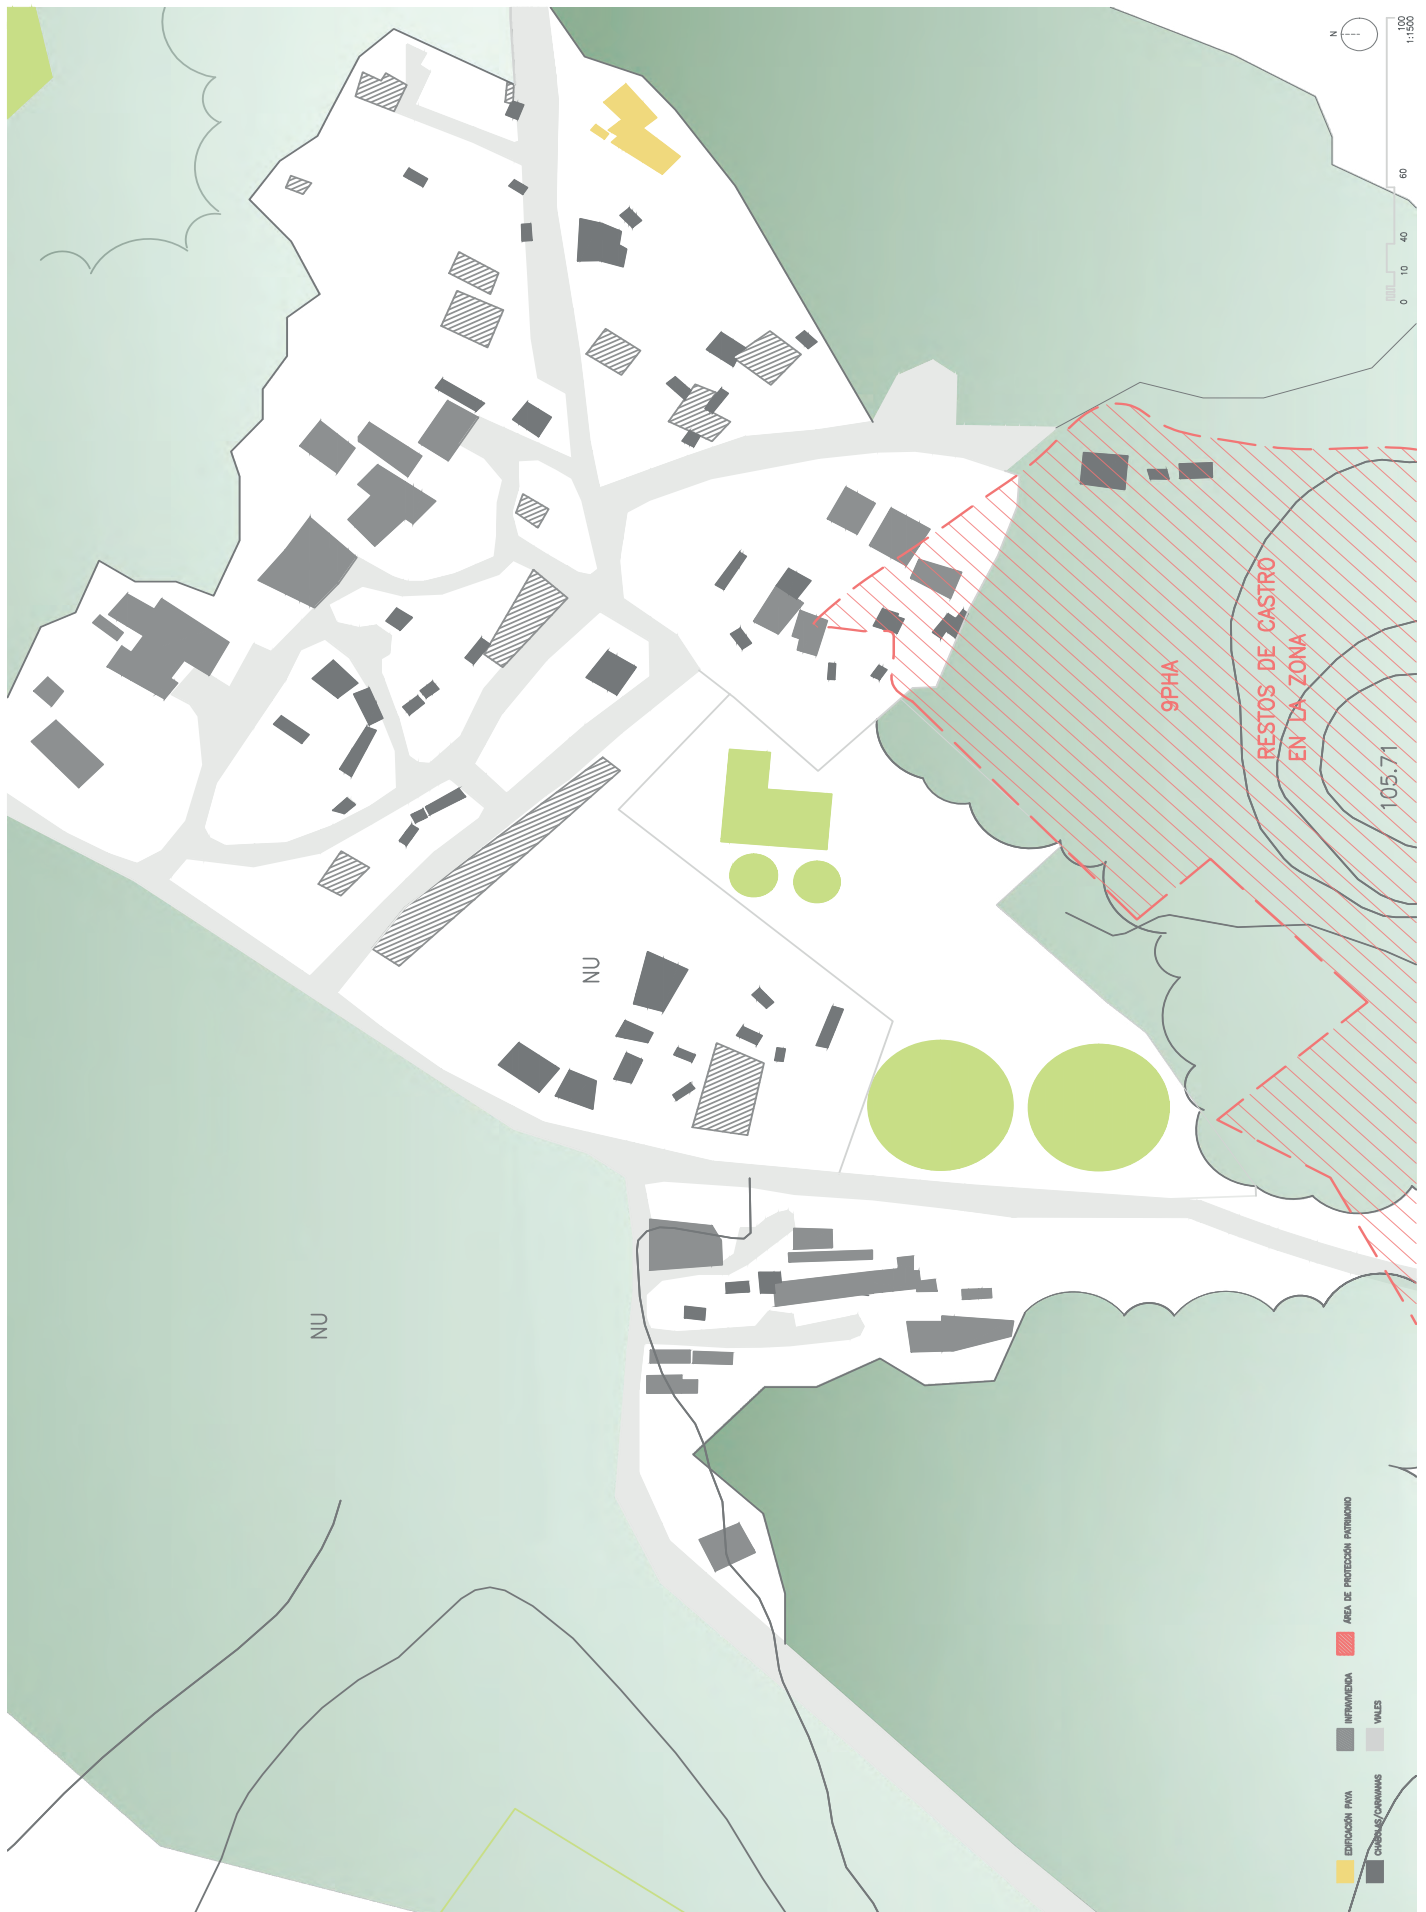 N
0 10 40 60 100
1:1500
9PHA
RESTOS DE CASTRO
EN LA ZONA
105.71
NU
NU
EDIFICACIÓN PAYA
INFRAVIVIENDA
ÁREA DE PROTECCIÓN PATRIMONIO
CHABOLAS/CARAVANAS
VIALES